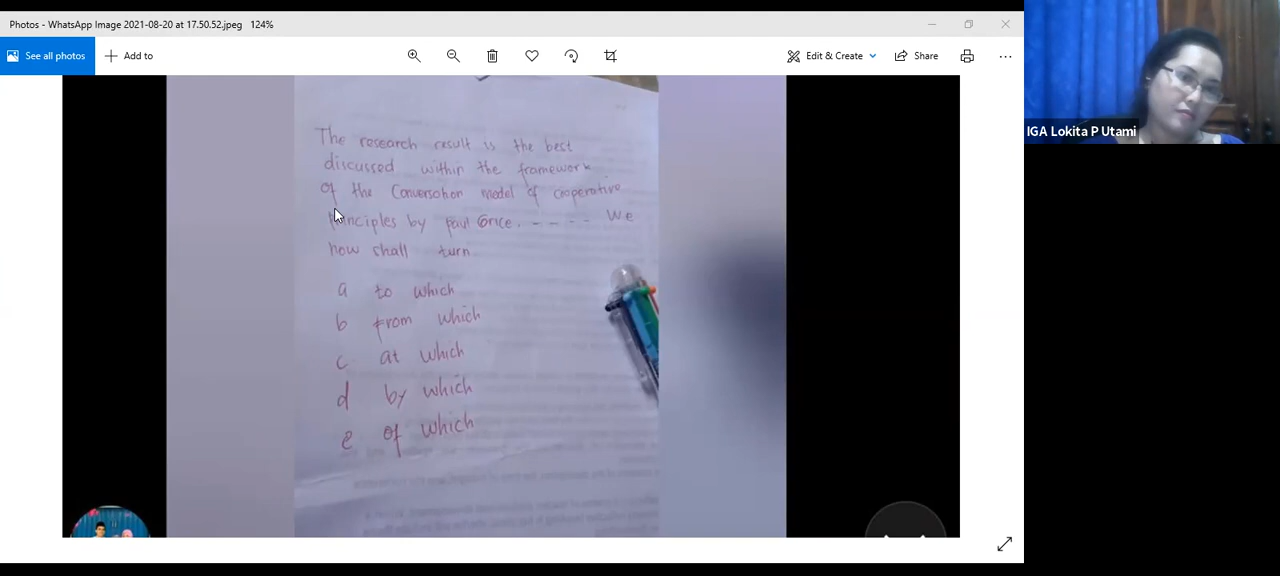 Photos - WhatsApp Image 2021-08-20 at 17.50.52.jpeg 124%
See all photos
Add to
Edit & Create
Share
IGA Lokita P Utami
The research result is the best
discussed within the framework
of the Conversation model of cooperative
principles by Paul Grice. - - - - We
now shall turn
a to which
b from which
c at which
d by which
e of which